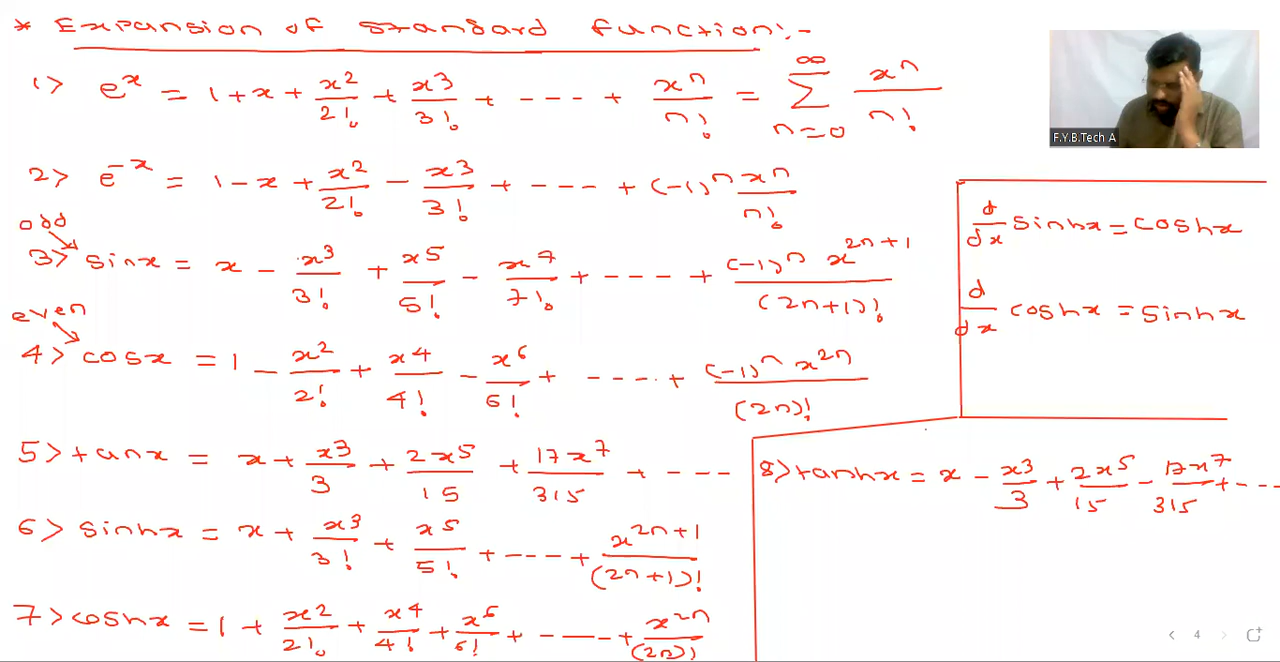 * Expansion of Standard Function:-
1> e^x = 1 + x + x^2/2! + x^3/3! + ---- + x^n/n! = ∑_{n=0}^{∞} x^n/n!
2> e^-x = 1 - x + x^2/2! - x^3/3! + ---- + (-1)^n x^n/n!
odd
3> sinx = x - x^3/3! + x^5/5! - x^7/7! + ---- + (-1)^n x^{2n+1}/(2n+1)!
even
4> cosx = 1 - x^2/2! + x^4/4! - x^6/6! + ---- + (-1)^n x^{2n}/(2n)!
5> tanx = x + x^3/3 + 2x^5/15 + 17x^7/315 + ----
6> sinhx = x + x^3/3! + x^5/5! + ---- + x^{2n+1}/(2n+1)!
7> coshx = 1 + x^2/2! + x^4/4! + x^6/6! + ---- + x^{2n}/(2n)!
F.Y.B.Tech A
d/dx sinhx = coshx
d/dx coshx = sinhx
8> tanhx = x - x^3/3 + 2x^5/15 - 17x^7/315 + ----
< 4 >